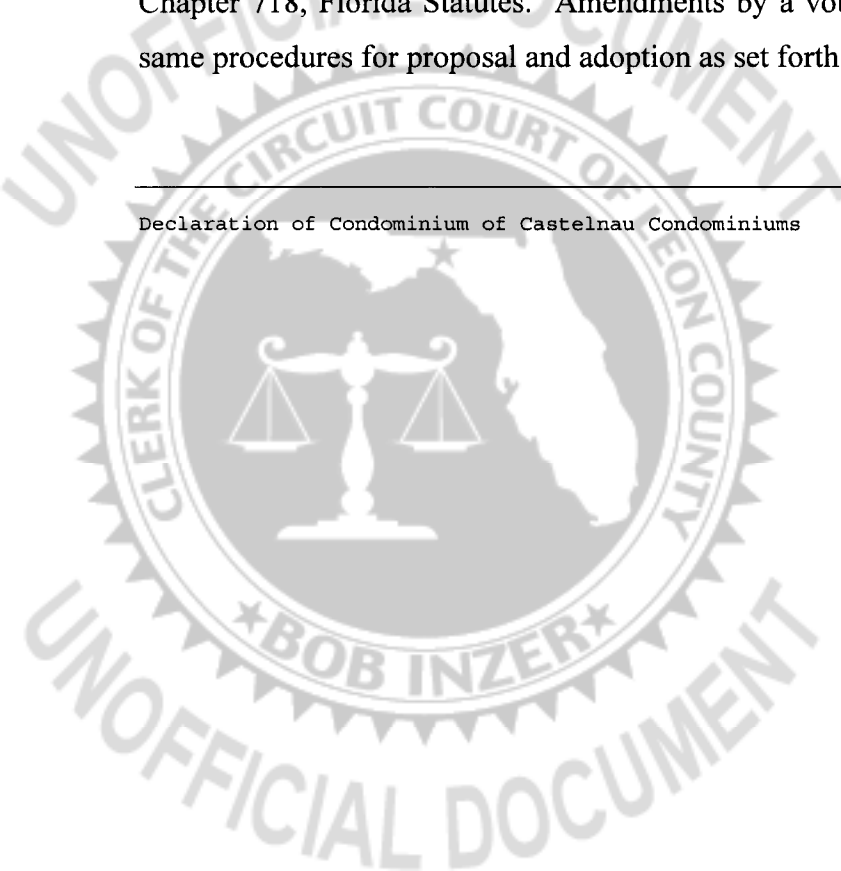 Chapter 718, Florida Statutes. Amendments by a vo
same procedures for proposal and adoption as set forth
Declaration of Condominium of Castelnau Condominiums
UNOFFICIAL DOCUMENT
CLERK OF THE CIRCUIT COURT OF LEON COUNTY
★BOB INZER★
UNOFFICIAL DOCUMENT